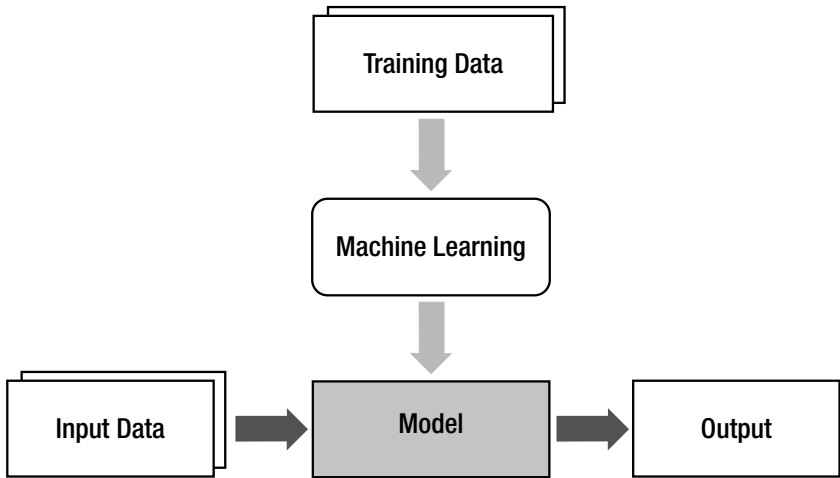 Training Data
Machine Learning
Input Data
Model
Output